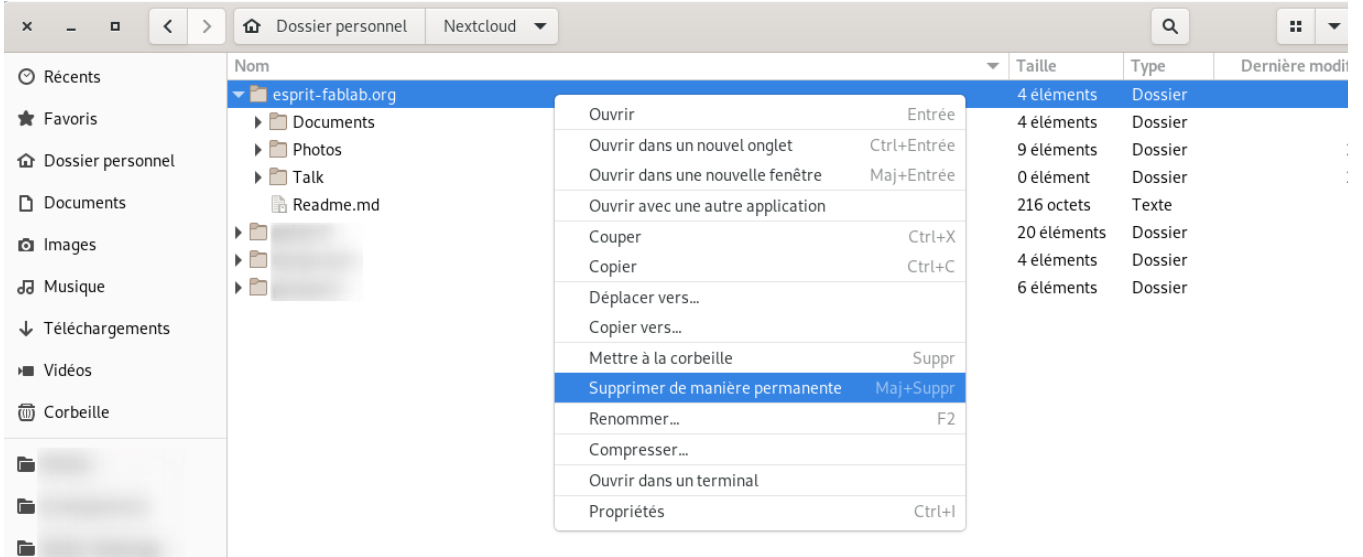 Dossier personnel Nextcloud
Récents
Favoris
Dossier personnel
Documents
Images
Musique
Téléchargements
Vidéos
Corbeille
Nom Taille Type Dernière modif
esprit-fablab.org 4 éléments Dossier
Documents 4 éléments Dossier
Photos 9 éléments Dossier
Talk 0 élément Dossier
Readme.md 216 octets Texte
20 éléments Dossier
4 éléments Dossier
6 éléments Dossier
Ouvrir Entrée
Ouvrir dans un nouvel onglet Ctrl+Entrée
Ouvrir dans une nouvelle fenêtre Maj+Entrée
Ouvrir avec une autre application
Couper Ctrl+X
Copier Ctrl+C
Déplacer vers…
Copier vers…
Mettre à la corbeille Suppr
Supprimer de manière permanente Maj+Suppr
Renommer… F2
Compresser…
Ouvrir dans un terminal
Propriétés Ctrl+I